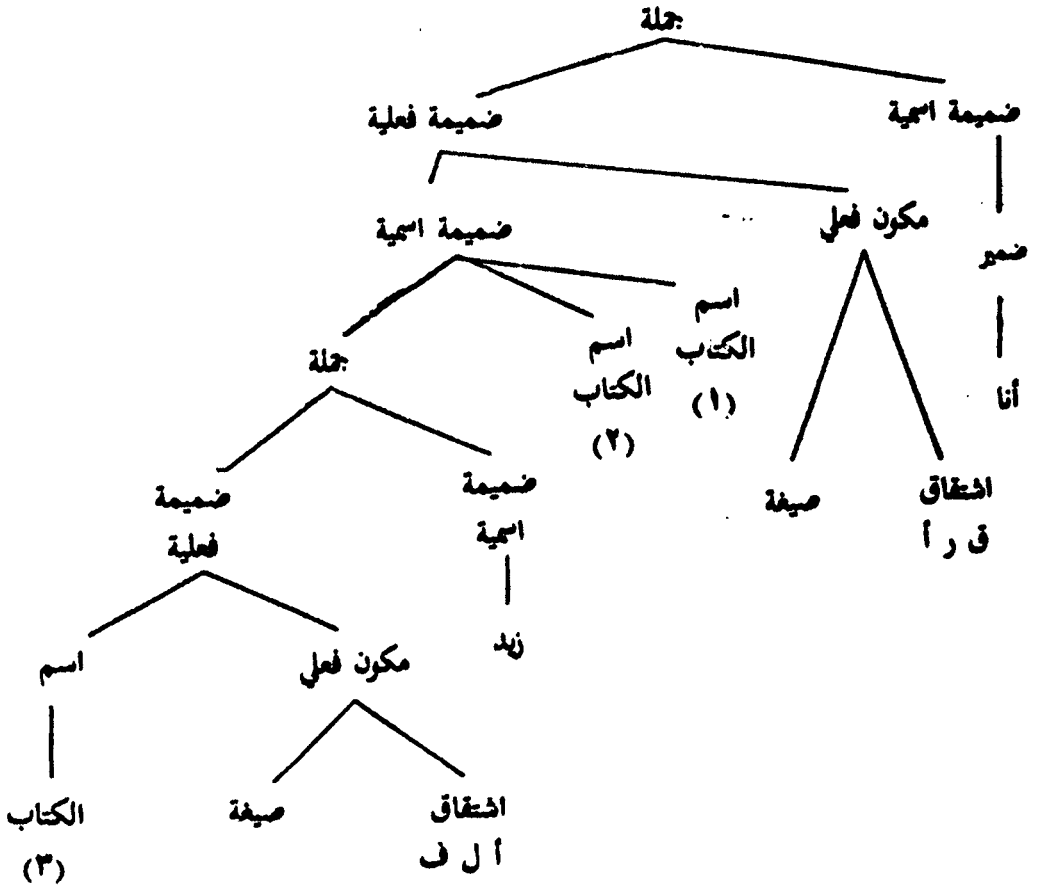 جملة
ضميمة اسمية
ضميمة فعلية
ضمير
أنا
مكون فعلي
اشتقاق
ق ر أ
صيغة
ضميمة اسمية
اسم
الكتاب
(١)
اسم
الكتاب
(٢)
جملة
ضميمة
اسمية
زيد
ضميمة
فعلية
مكون فعلي
اشتقاق
أ ل ف
صيغة
اسم
الكتاب
(٣)